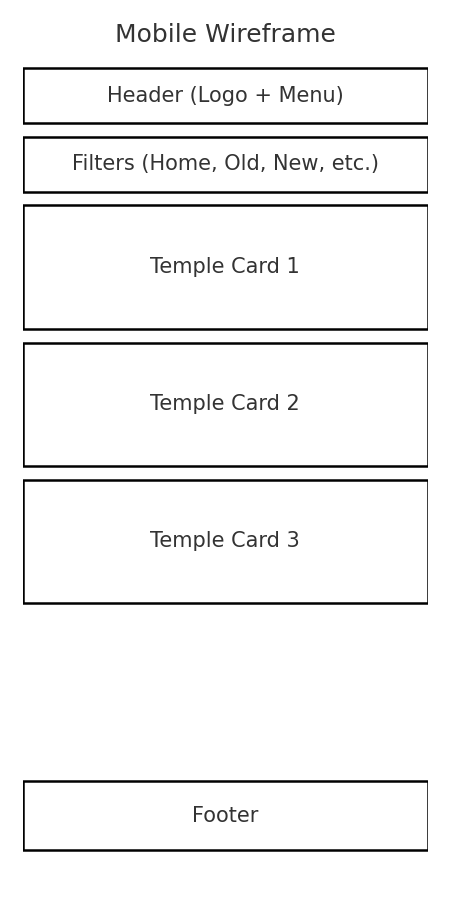 Mobile Wireframe
Header (Logo + Menu)
Filters (Home, Old, New, etc.)
Temple Card 1
Temple Card 2
Temple Card 3
Footer